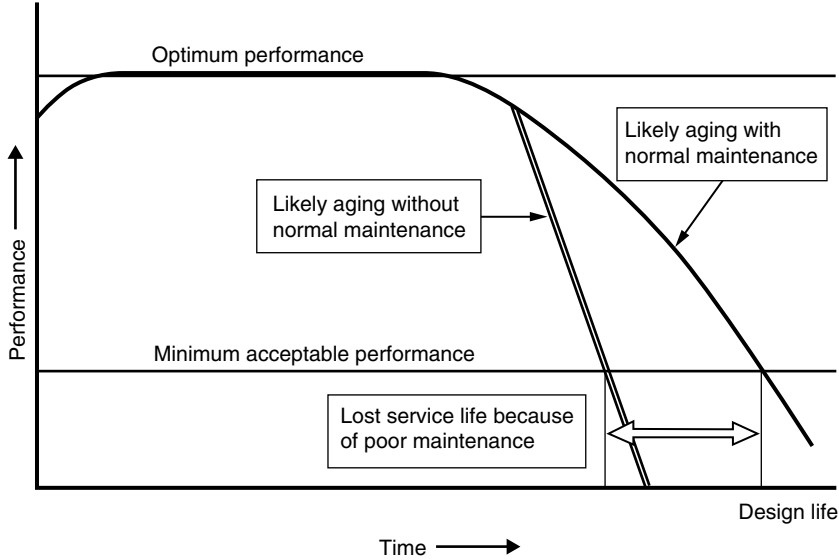 Optimum performance
Likely aging with
normal maintenance
Likely aging without
normal maintenance
Performance
Minimum acceptable performance
Lost service life because
of poor maintenance
Design life
Time